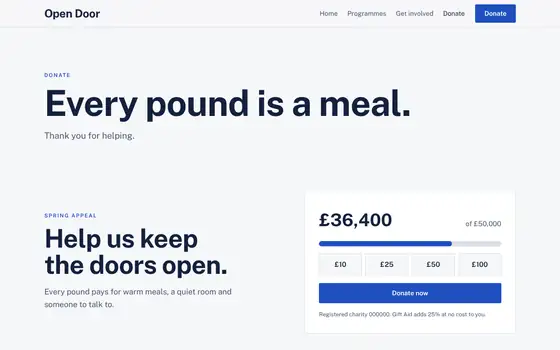 Open Door
Home Programmes Get involved Donate Donate
DONATE
Every pound is a meal.
Thank you for helping.
SPRING APPEAL
Help us keep
the doors open.
Every pound pays for warm meals, a quiet room and
someone to talk to.
£36,400 of £50,000
£10 £25 £50 £100
Donate now
Registered charity 000000. Gift Aid adds 25% at no cost to you.